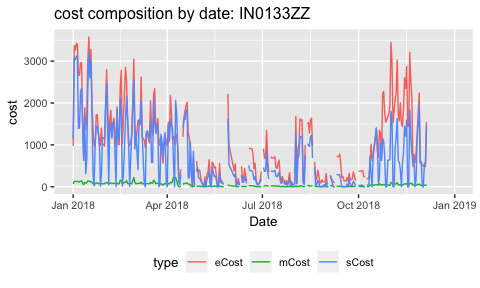 cost composition by date: IN0133ZZ
3000
2000
1000
0
cost
Jan 2018
Apr 2018
Jul 2018
Oct 2018
Jan 2019
Date
type eCost mCost sCost